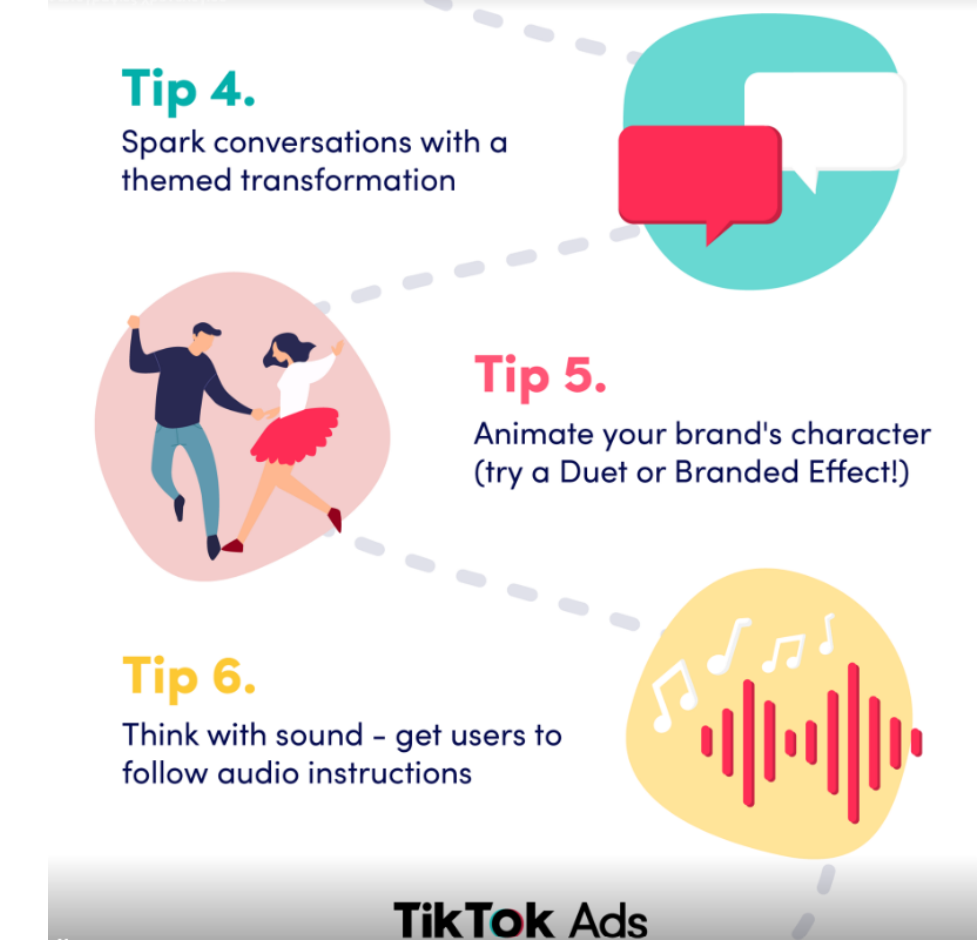 Tip 4.
Spark conversations with a
themed transformation
Tip 5.
Animate your brand's character
(try a Duet or Branded Effect!)
Tip 6.
Think with sound - get users to
follow audio instructions
TikTok Ads